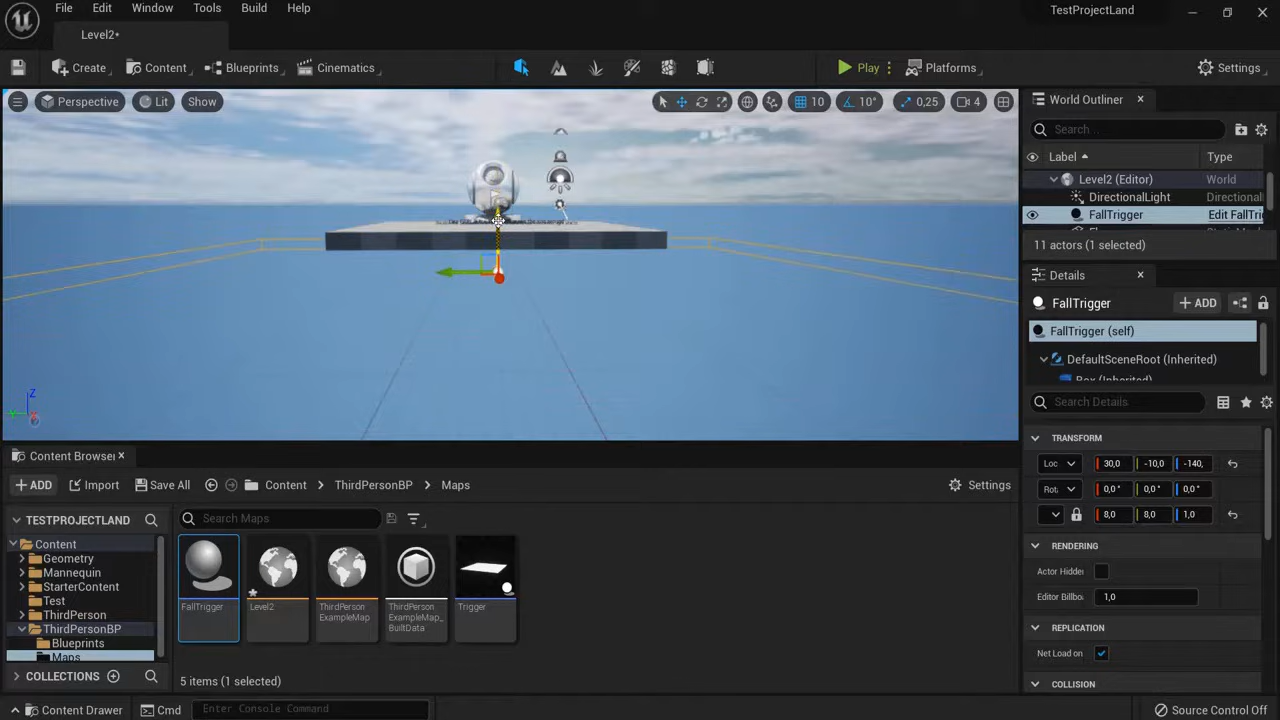 File Edit Window Tools Build Help TestProjectLand
Level2•
Create Content Blueprints Cinematics Play Platforms Settings
Perspective Lit Show 10 10° 0,25 4
World Outliner
Search...
Label Type
Level2 (Editor) World
DirectionalLight Directional
FallTrigger Edit FallTri
11 actors (1 selected)
Details
FallTrigger ADD
FallTrigger (self)
DefaultSceneRoot (Inherited)
Box (Inherited)
Search Details
TRANSFORM
Loc 30,0 -10,0 -140,
Rot 0,0° 0,0° 0,0°
8,0 8,0 1,0
RENDERING
Actor Hidden
Editor Billbo 1,0
REPLICATION
Net Load on
COLLISION
Z
Y
Content Browser
ADD Import Save All Content ThirdPersonBP Maps Settings
TESTPROJECTLAND
Search Maps
Content
Geometry
Mannequin
StarterContent
Test
ThirdPerson
ThirdPersonBP
Blueprints
Maps
COLLECTIONS
FallTrigger
Level2
ThirdPerson
ExampleMap
ThirdPerson
ExampleMap_
BuiltData
Trigger
5 items (1 selected)
Content Drawer Cmd Enter Console Command Source Control Off